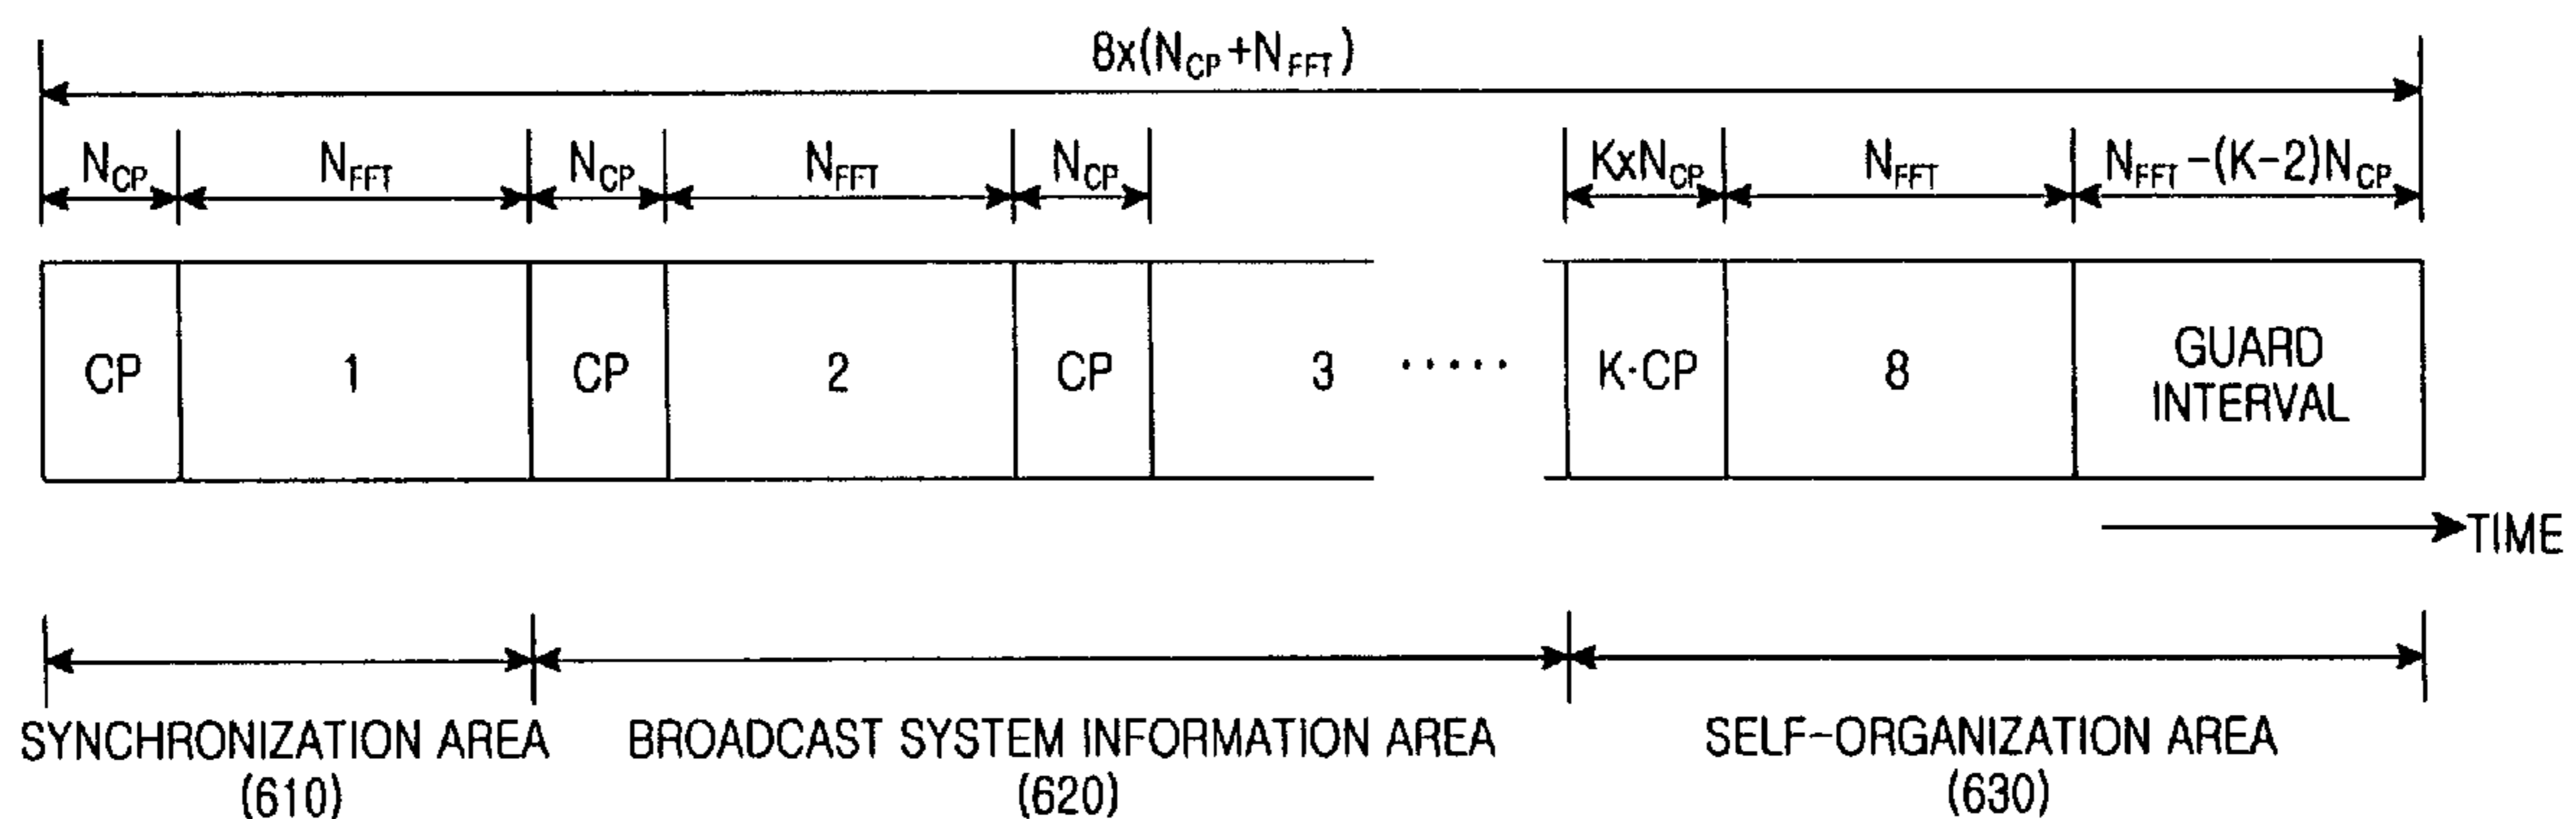 8x(N_CP+N_FFT)
N_CP N_FFT N_CP N_FFT N_CP KxN_CP N_FFT N_FFT-(K-2)N_CP
CP 1 CP 2 CP 3 ····· K·CP 8 GUARD INTERVAL
TIME
SYNCHRONIZATION AREA (610)
BROADCAST SYSTEM INFORMATION AREA (620)
SELF-ORGANIZATION AREA (630)